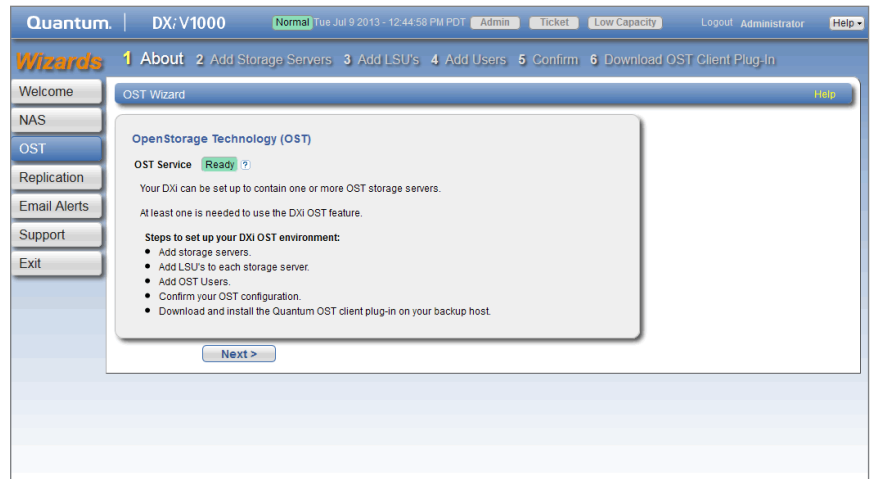 Quantum. DXi V1000 Normal Tue Jul 9 2013 - 12:44:58 PM PDT Admin Ticket Low Capacity Logout Administrator Help
Wizards 1 About 2 Add Storage Servers 3 Add LSU's 4 Add Users 5 Confirm 6 Download OST Client Plug-In
Welcome
NAS
OST
Replication
Email Alerts
Support
Exit
OST Wizard Help
OpenStorage Technology (OST)
OST Service Ready ?
Your DXi can be set up to contain one or more OST storage servers.
At least one is needed to use the DXi OST feature.
Steps to set up your DXi OST environment:
• Add storage servers.
• Add LSU's to each storage server.
• Add OST Users.
• Confirm your OST configuration.
• Download and install the Quantum OST client plug-in on your backup host.
Next >